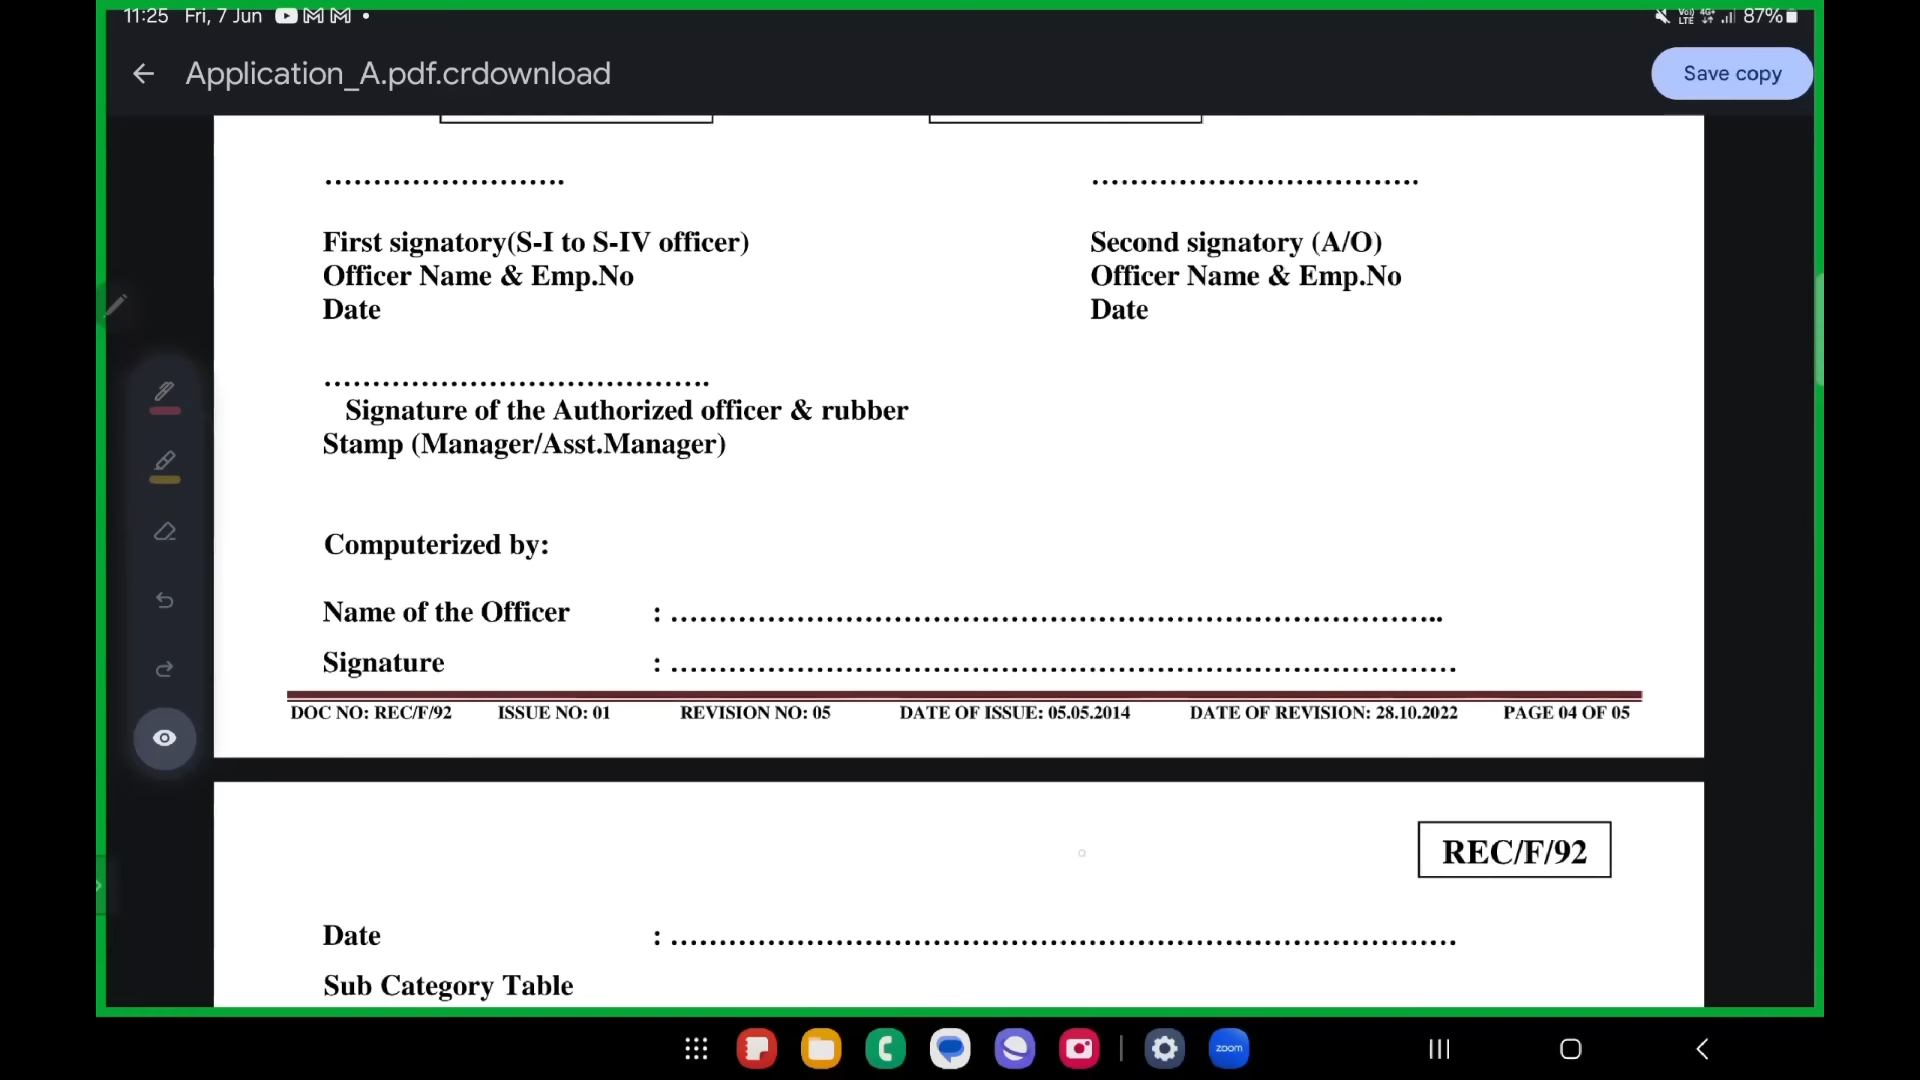 11:25 Fri, 7 Jun
VoLTE 4G+ 87%
Application_A.pdf.crdownload
Save copy
……………………. …………………………….
First signatory(S-I to S-IV officer) Second signatory (A/O)
Officer Name & Emp.No Officer Name & Emp.No
Date Date
………………………………….
Signature of the Authorized officer & rubber
Stamp (Manager/Asst.Manager)
Computerized by:
Name of the Officer : ……………………………………………………………………..
Signature : ………………………………………………………………………
DOC NO: REC/F/92 ISSUE NO: 01 REVISION NO: 05 DATE OF ISSUE: 05.05.2014 DATE OF REVISION: 28.10.2022 PAGE 04 OF 05
REC/F/92
Date : ………………………………………………………………………
Sub Category Table
zoom